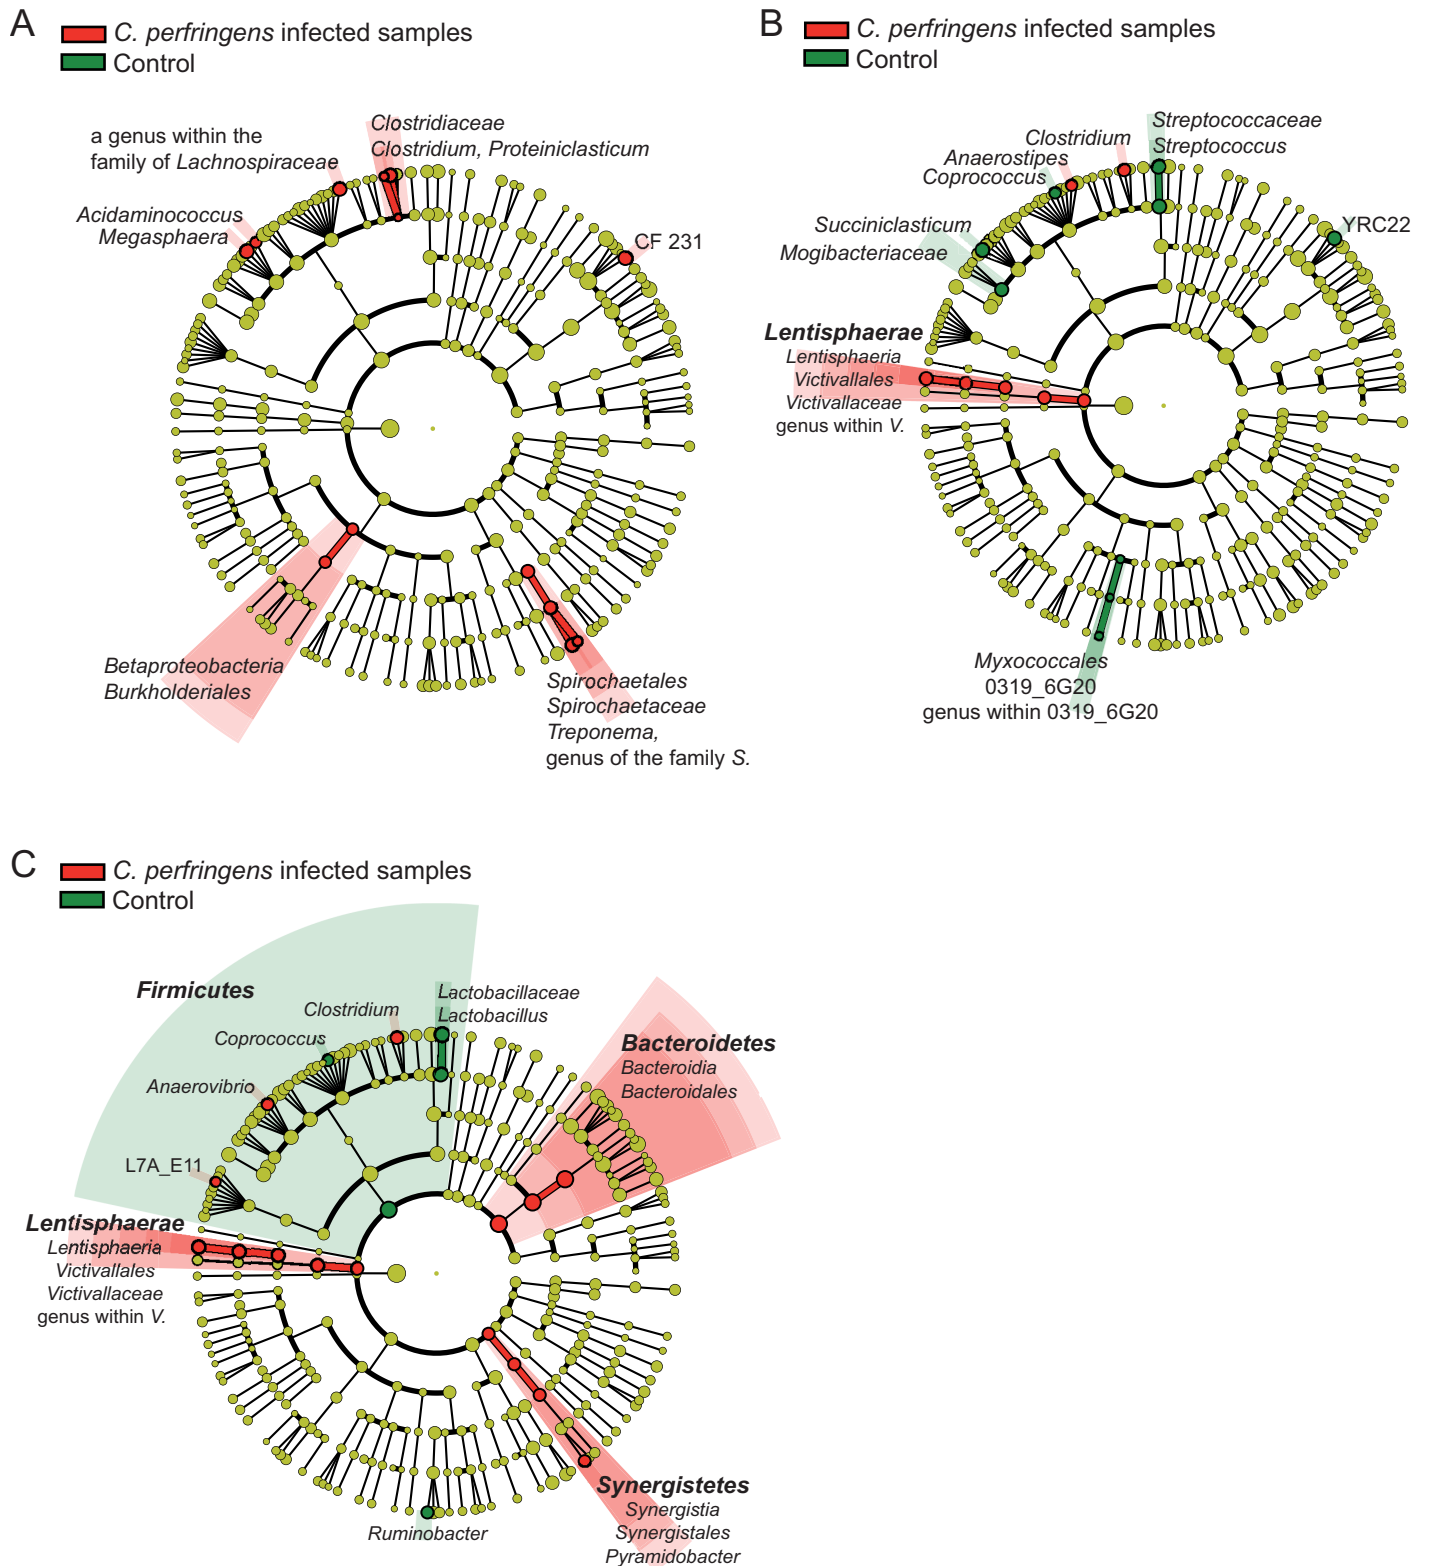 A
C. perfringens infected samples
Control
a genus within the
family of Lachnospiraceae
Clostridiaceae
Clostridium, Proteiniclasticum
Acidaminococcus
Megasphaera
CF 231
Betaproteobacteria
Burkholderiales
Spirochaetales
Spirochaetaceae
Treponema,
genus of the family S.
B
C. perfringens infected samples
Control
Streptococcaceae
Streptococcus
Clostridium
Anaerostipes
Coprococcus
Succiniclasticum
Mogibacteriaceae
YRC22
Lentisphaerae
Lentisphaeria
Victivallales
Victivallaceae
genus within V.
Myxococcales
0319_6G20
genus within 0319_6G20
C
C. perfringens infected samples
Control
Firmicutes
Clostridium
Lactobacillaceae
Lactobacillus
Coprococcus
Anaerovibrio
L7A_E11
Bacteroidetes
Bacteroidia
Bacteroidales
Lentisphaerae
Lentisphaeria
Victivallales
Victivallaceae
genus within V.
Ruminobacter
Synergistetes
Synergistia
Synergistales
Pyramidobacter